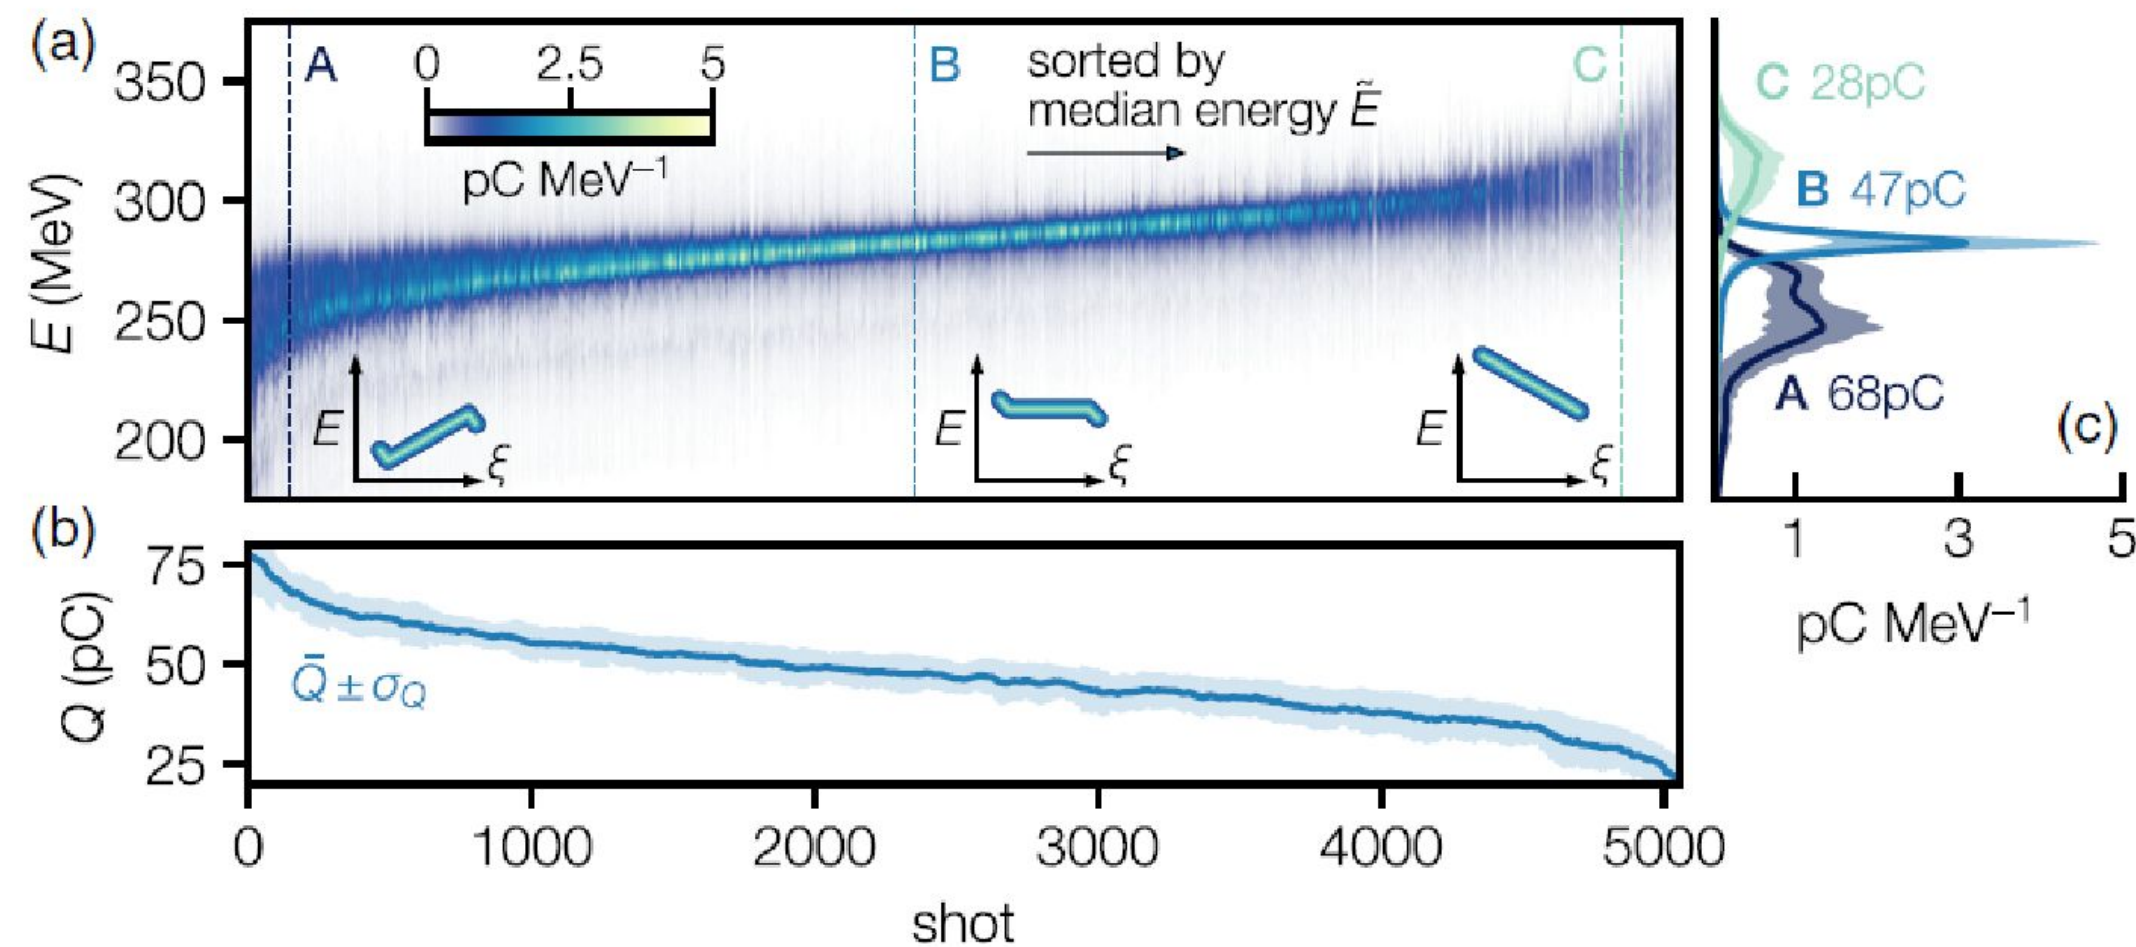 (a)
350
300
250
200
E (MeV)
A
0 2.5 5
pC MeV⁻¹
B
sorted by
median energy Ẽ
C
E
ξ
E
ξ
E
ξ
C 28pC
B 47pC
A 68pC
(c)
1 3 5
pC MeV⁻¹
(b)
75
50
25
Q (pC)
Q̄ ± σ_Q
0 1000 2000 3000 4000 5000
shot